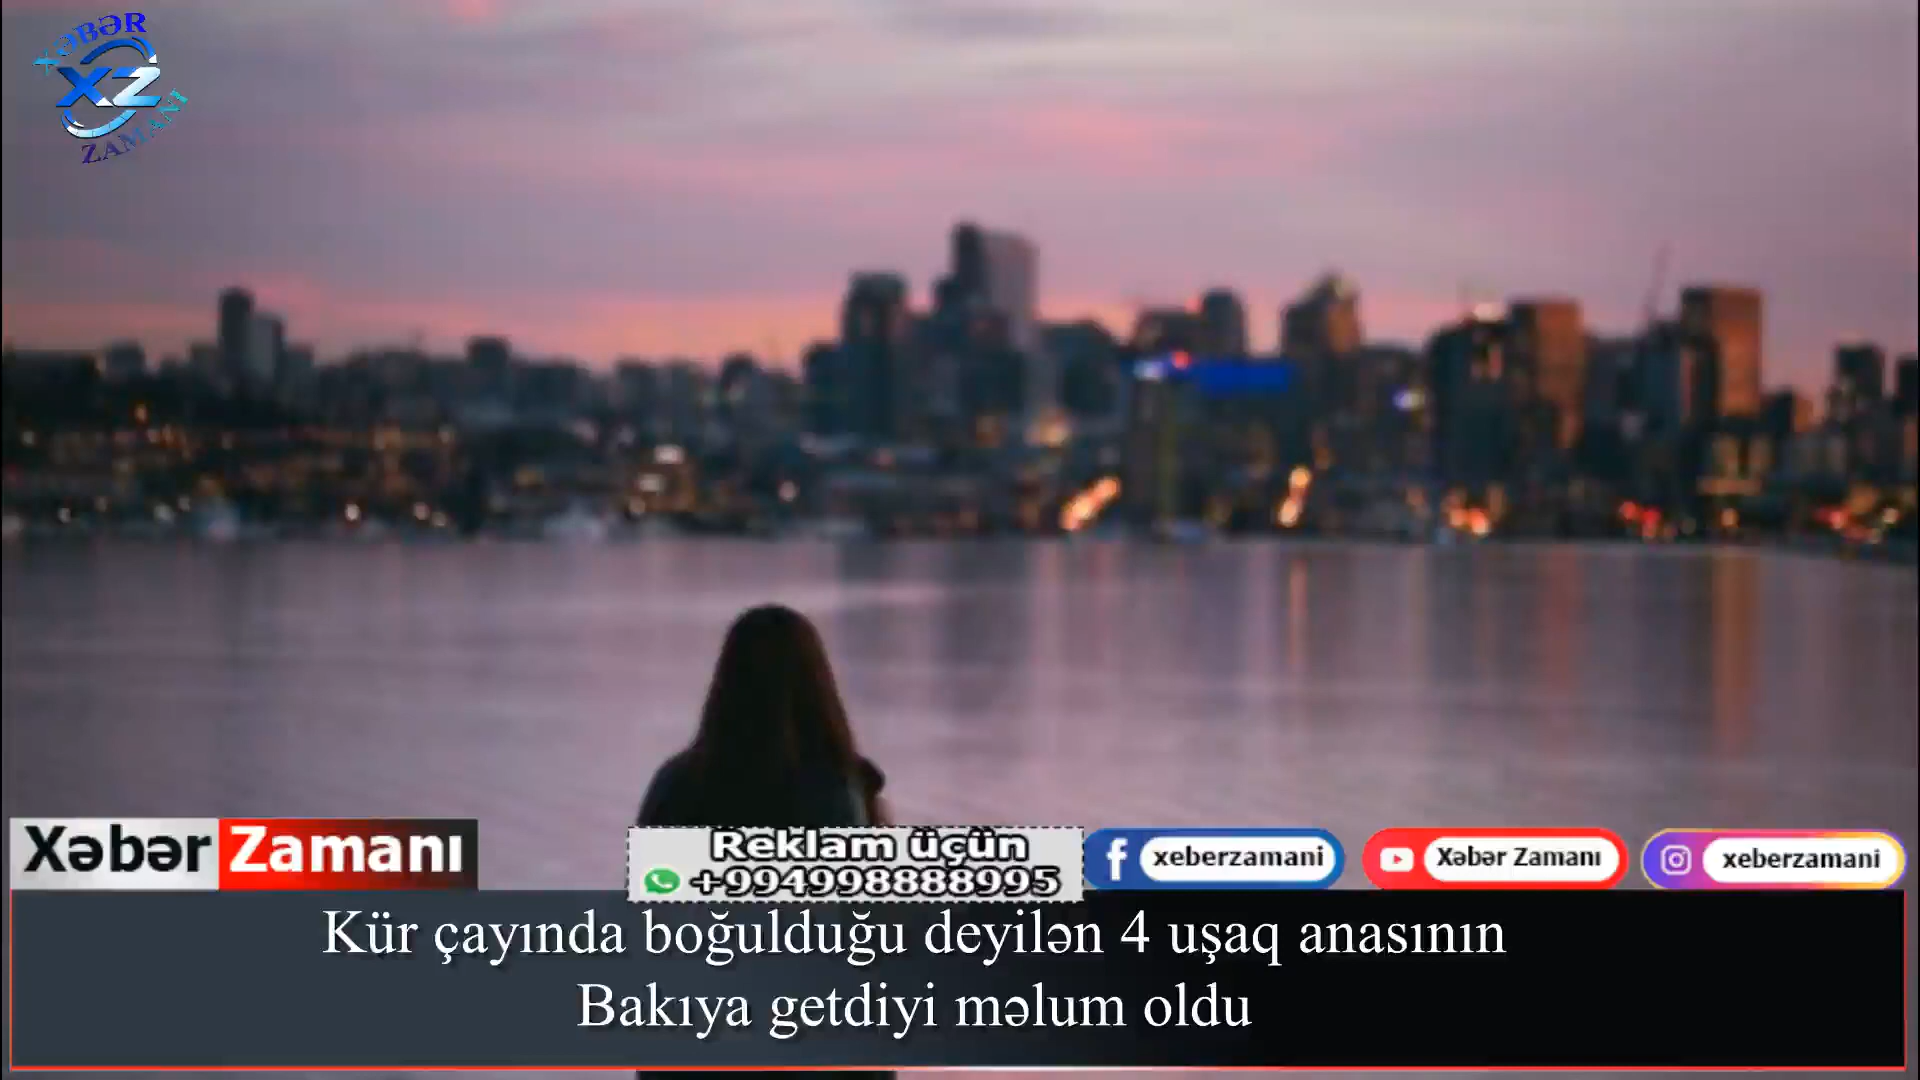 XƏBƏR
XZ
ZAMANI
Xəbər Zamanı
Reklam üçün
+994998888995
xeberzamani
Xəbər Zamanı
xeberzamani
Kür çayında boğulduğu deyilən 4 uşaq anasının
Bakıya getdiyi məlum oldu